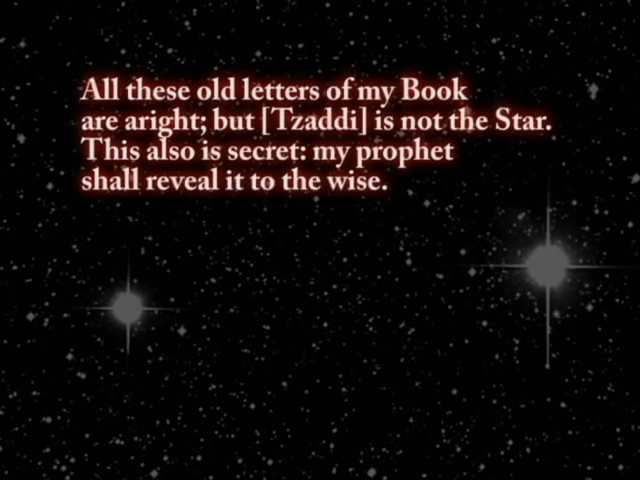 All these old letters of my Book
are aright; but [Tzaddi] is not the Star.
This also is secret: my prophet
shall reveal it to the wise.